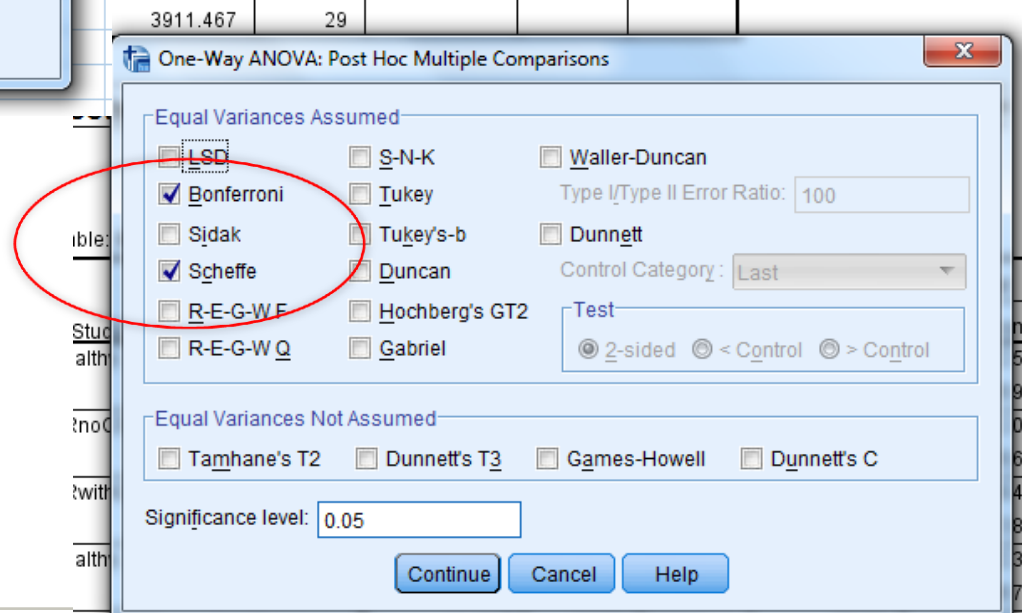 3911.467 29
One-Way ANOVA: Post Hoc Multiple Comparisons
Equal Variances Assumed
LSD S-N-K Waller-Duncan
Bonferroni Tukey Type I/Type II Error Ratio: 100
Sidak Tukey's-b Dunnett
Scheffe Duncan Control Category: Last
R-E-G-W F Hochberg's GT2 Test
R-E-G-W Q Gabriel 2-sided < Control > Control
Equal Variances Not Assumed
Tamhane's T2 Dunnett's T3 Games-Howell Dunnett's C
Significance level: 0.05
Continue Cancel Help